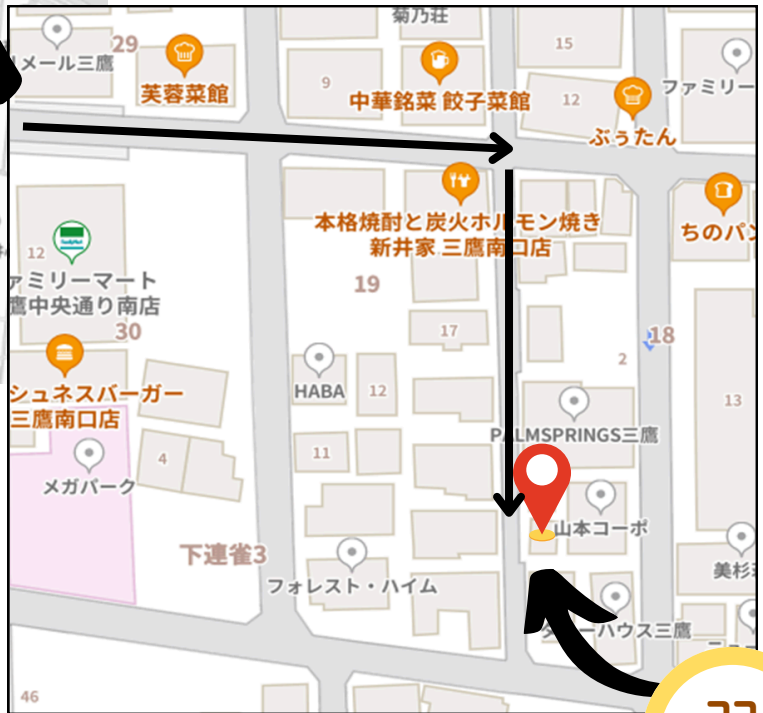 菊乃荘
29
15
メール三鷹
ファミリー
芙蓉菜館
9
中華銘菜 餃子菜館
12
ぶぅたん
本格焼酎と炭火ホルモン焼き
新井家 三鷹南口店
ちのパン
12
ァミリーマート
鷹中央通り南店
19
30
17
18
2
シュネスバーガー
三鷹南口店
HABA
12
13
PALMSPRINGS三鷹
4
11
メガパーク
山本コーポ
下連雀3
フォレスト・ハイム
美杉
ーハウス三鷹
46